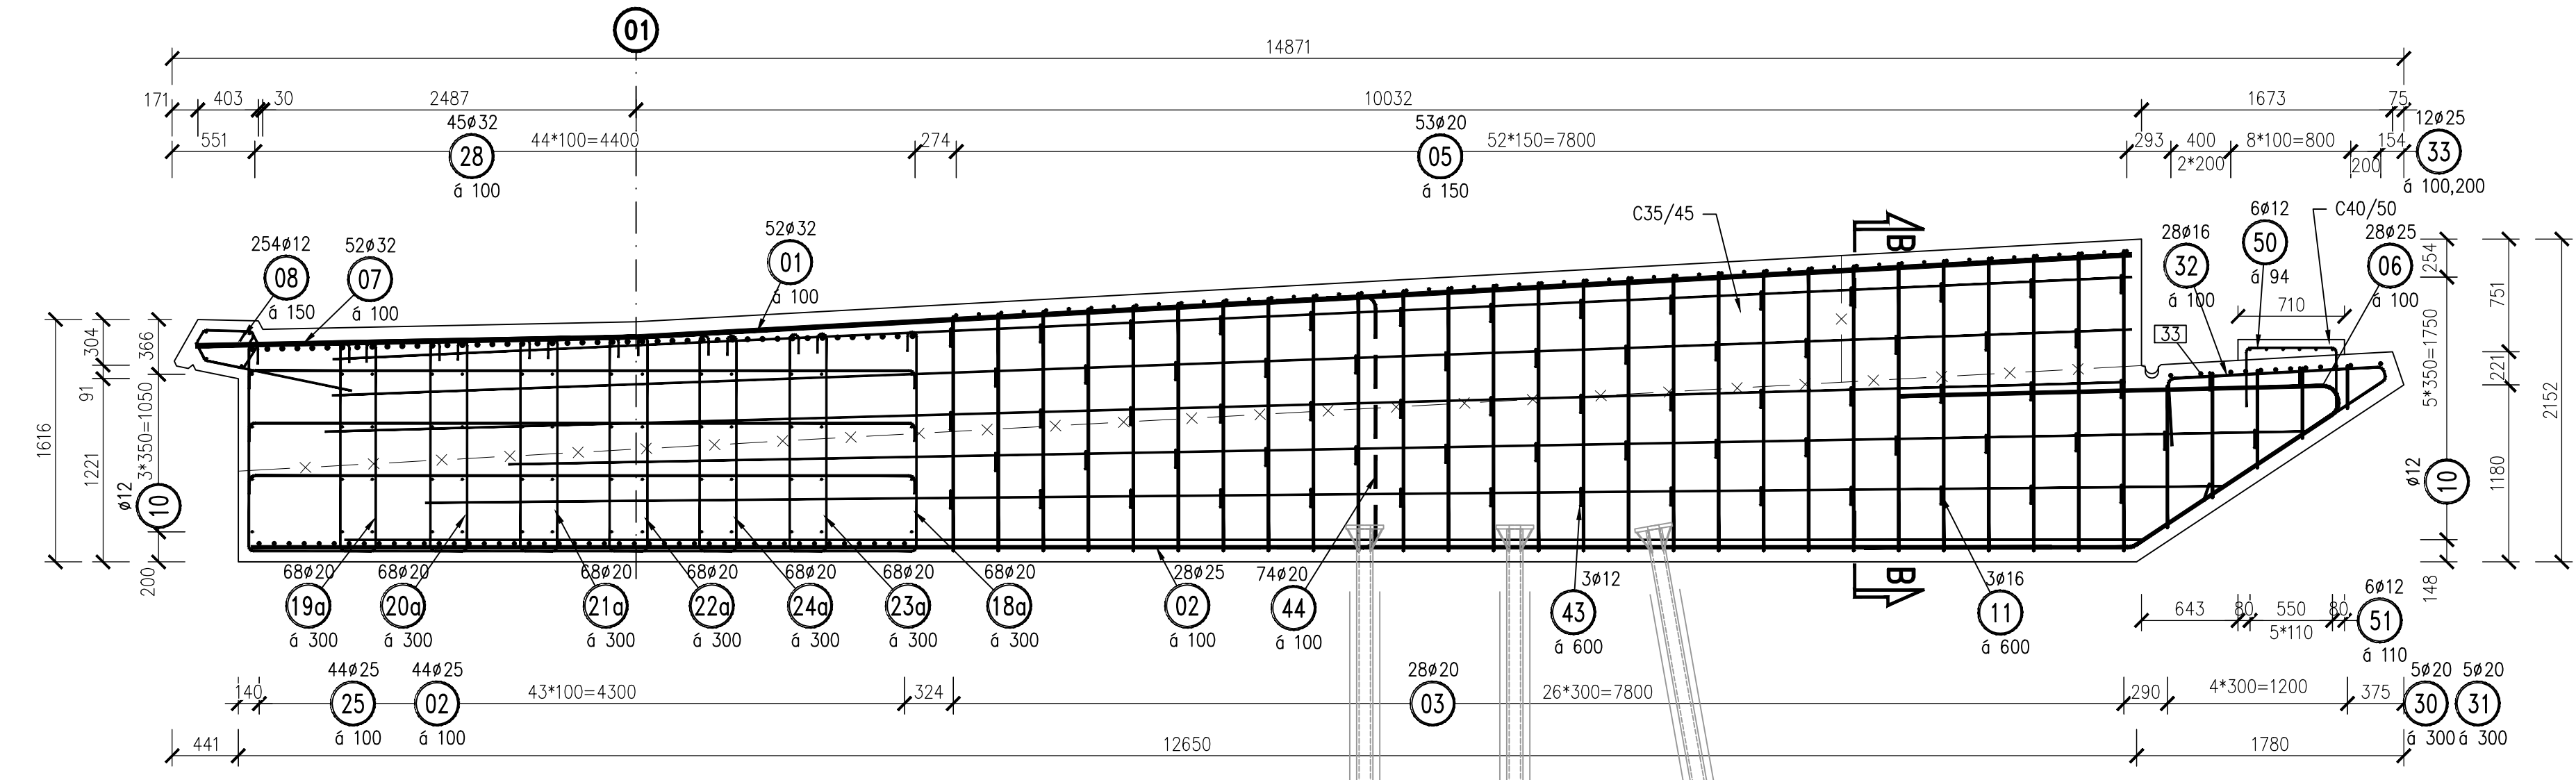 01
14871
171 403 30 2487 10032 1673 75
45ø32 53ø20 12ø25
551 44*100=4400 274 52*150=7800 293 400 8*100=800 154
28 05 2*200 200 33
á 100 á 150 á 100,200
C35/45 6ø12 C40/50
254ø12 52ø32 52ø32 B 28ø16 50 28ø25 254
08 07 01 32 á 94 06
á 150 á 100 á 100 á 100 710 á 100
33
304 366 751
91 221
1616 1221 3*350=1050 5*350=1750 1180 2152
ø12 10 ø12 10
200 148
68ø20 68ø20 68ø20 68ø20 68ø20 68ø20 68ø20 28ø25 74ø20 3ø12 B 3ø16 6ø12
19a 20a 21a 22a 24a 23a 18a 02 44 43 11 643 80 550 80 51
5*110
á 300 á 300 á 300 á 300 á 300 á 300 á 300 á 100 á 100 á 600 á 600 á 110
44ø25 44ø25 28ø20 5ø20 5ø20
140 25 02 43*100=4300 324 03 26*300=7800 290 4*300=1200 375 30 31
á 100 á 100 á 300 á 300
441 12650 1780